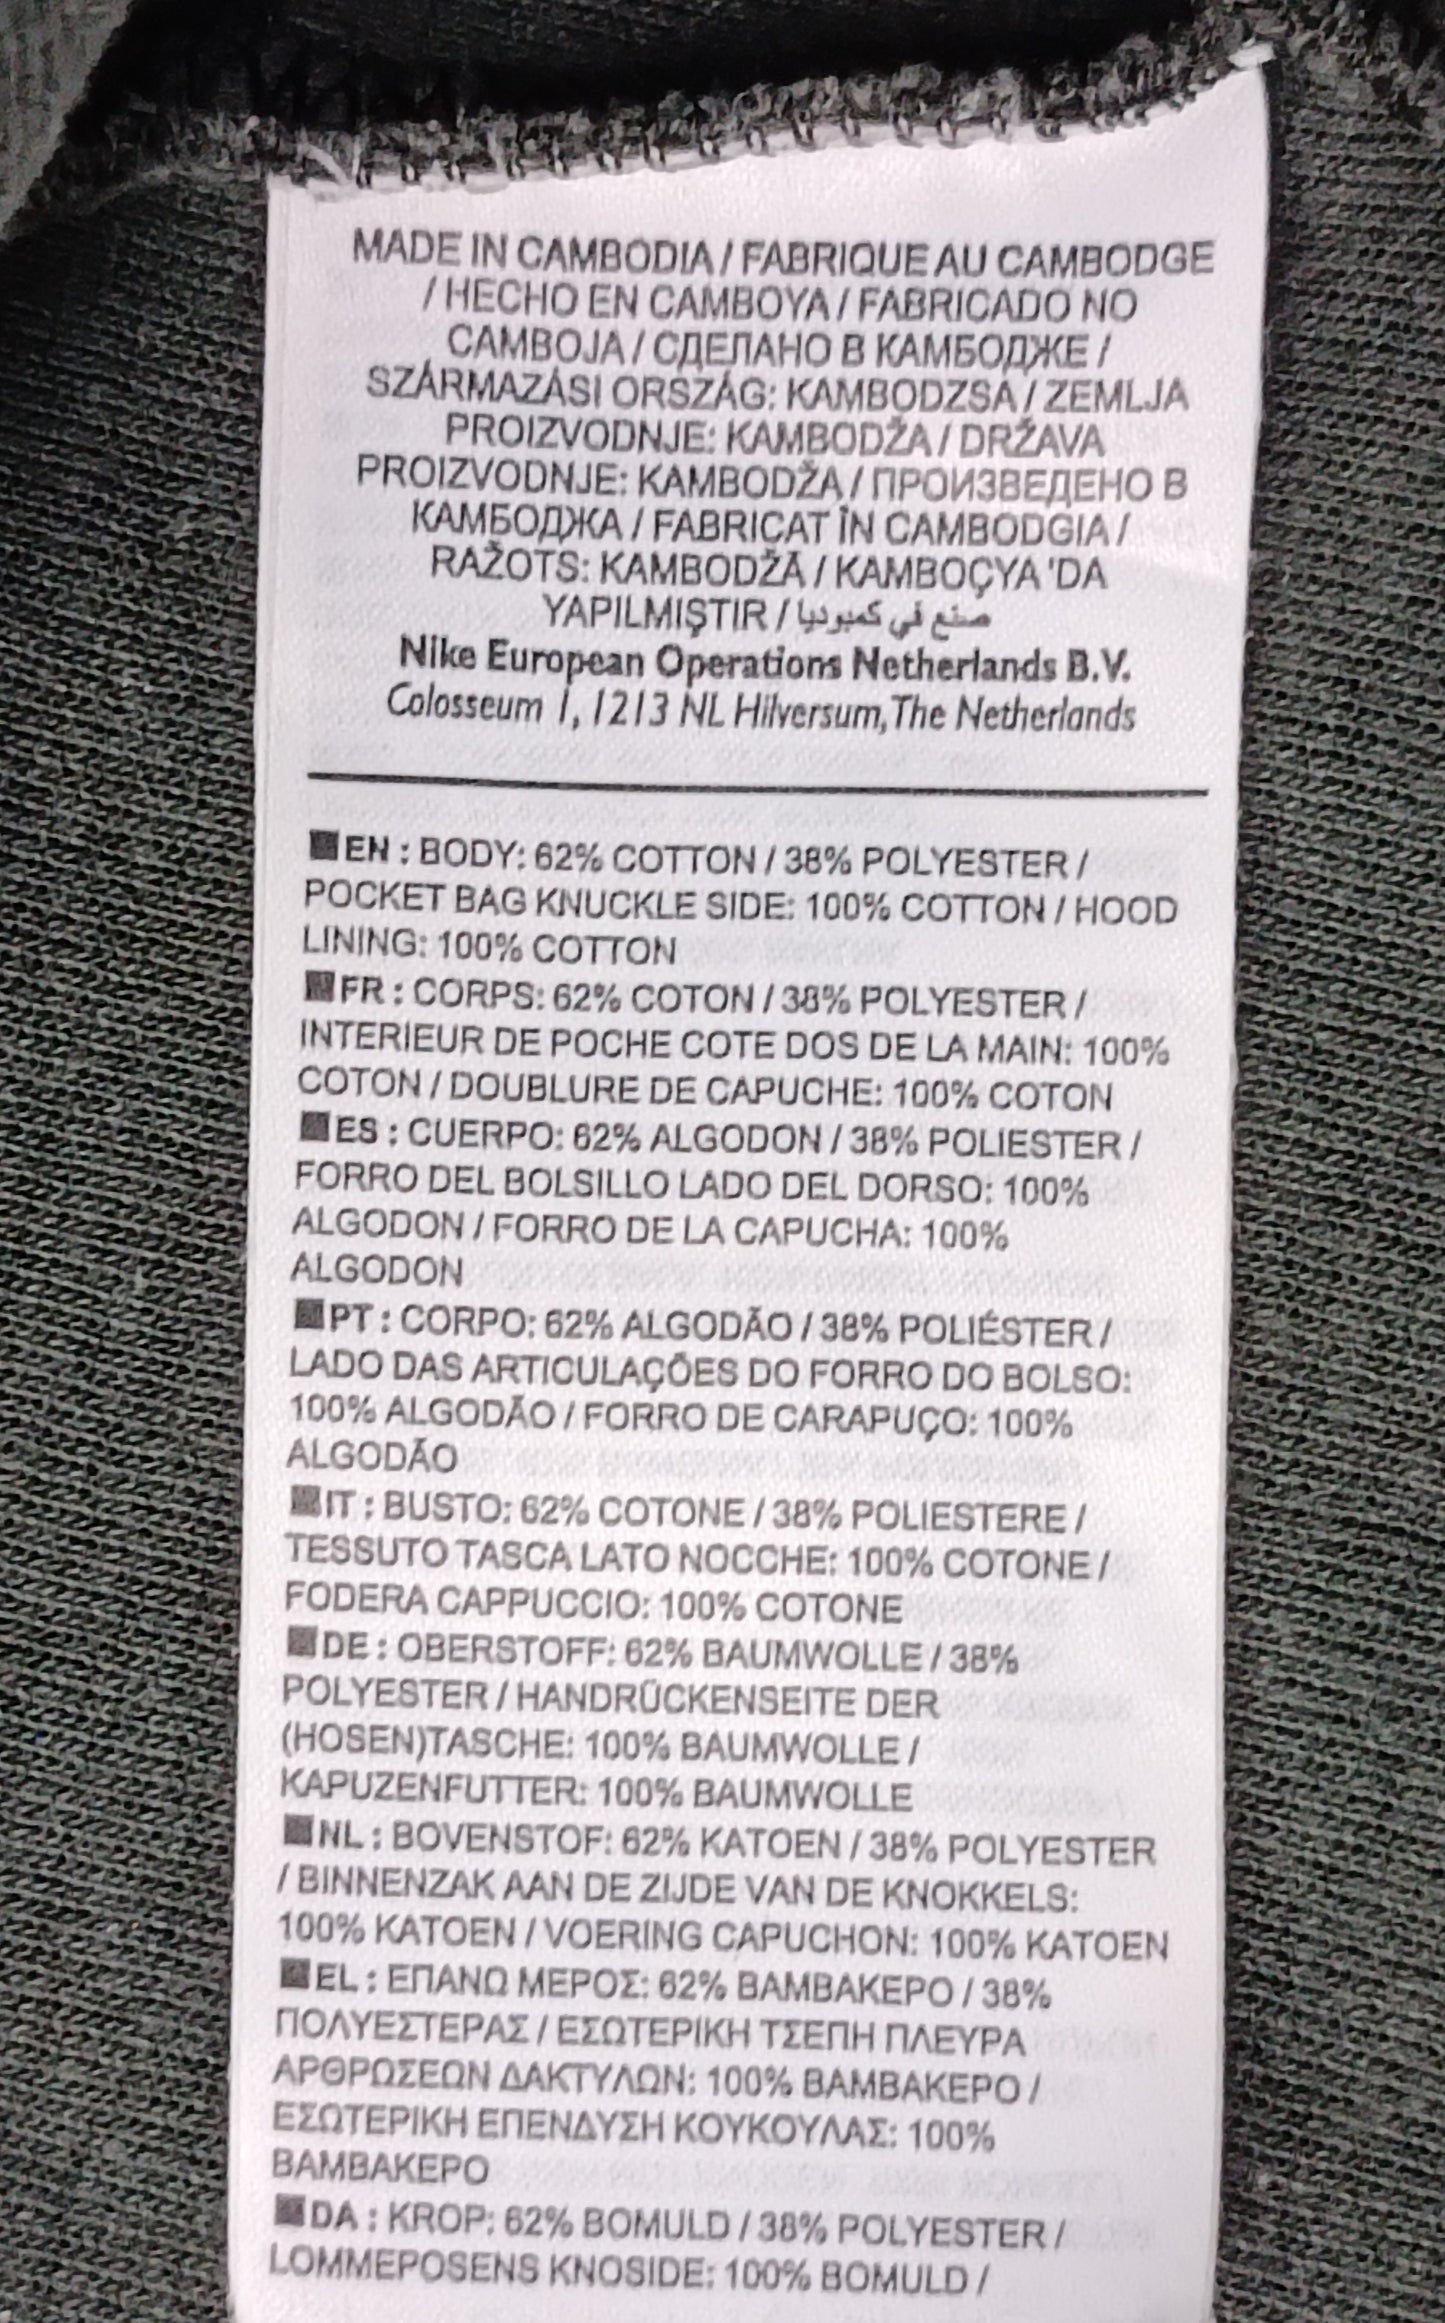 MADE IN CAMBODIA / FABRIQUE AU CAMBODGE
/ HECHO EN CAMBOYA / FABRICADO NO
CAMBOJA / СДЕЛАНО В КАМБОДЖЕ /
SZÁRMAZÁSI ORSZÁG: KAMBODZSA / ZEMLJA
PROIZVODNJE: KAMBODŽA / DRŽAVA
PROIZVODNJE: KAMBODŽA / ПРОИЗВЕДЕНО В
КАМБОДЖА / FABRICAT ÎN CAMBODGIA /
RAŽOTS: KAMBODŽĀ / KAMBOÇYA 'DA
YAPILMIŞTIR / صنع في كمبوديا
Nike European Operations Netherlands B.V.
Colosseum 1, 1213 NL Hilversum, The Netherlands
EN : BODY: 62% COTTON / 38% POLYESTER /
POCKET BAG KNUCKLE SIDE: 100% COTTON / HOOD
LINING: 100% COTTON
FR : CORPS: 62% COTON / 38% POLYESTER /
INTERIEUR DE POCHE COTE DOS DE LA MAIN: 100%
COTON / DOUBLURE DE CAPUCHE: 100% COTON
ES : CUERPO: 62% ALGODON / 38% POLIESTER /
FORRO DEL BOLSILLO LADO DEL DORSO: 100%
ALGODON / FORRO DE LA CAPUCHA: 100%
ALGODON
PT : CORPO: 62% ALGODÃO / 38% POLIÉSTER /
LADO DAS ARTICULAÇÕES DO FORRO DO BOLSO:
100% ALGODÃO / FORRO DE CARAPUÇO: 100%
ALGODÃO
IT : BUSTO: 62% COTONE / 38% POLIESTERE /
TESSUTO TASCA LATO NOCCHE: 100% COTONE /
FODERA CAPPUCCIO: 100% COTONE
DE : OBERSTOFF: 62% BAUMWOLLE / 38%
POLYESTER / HANDRÜCKENSEITE DER
(HOSEN)TASCHE: 100% BAUMWOLLE /
KAPUZENFUTTER: 100% BAUMWOLLE
NL : BOVENSTOF: 62% KATOEN / 38% POLYESTER
/ BINNENZAK AAN DE ZIJDE VAN DE KNOKKELS:
100% KATOEN / VOERING CAPUCHON: 100% KATOEN
EL : ΕΠΑΝΩ ΜΕΡΟΣ: 62% ΒΑΜΒΑΚΕΡΟ / 38%
ΠΟΛΥΕΣΤΕΡΑΣ / ΕΣΩΤΕΡΙΚΗ ΤΣΕΠΗ ΠΛΕΥΡΑ
ΑΡΘΡΩΣΕΩΝ ΔΑΚΤΥΛΩΝ: 100% ΒΑΜΒΑΚΕΡΟ /
ΕΣΩΤΕΡΙΚΗ ΕΠΕΝΔΥΣΗ ΚΟΥΚΟΥΛΑΣ: 100%
ΒΑΜΒΑΚΕΡΟ
DA : KROP: 62% BOMULD / 38% POLYESTER /
LOMMEPOSENS KNOSIDE: 100% BOMULD /